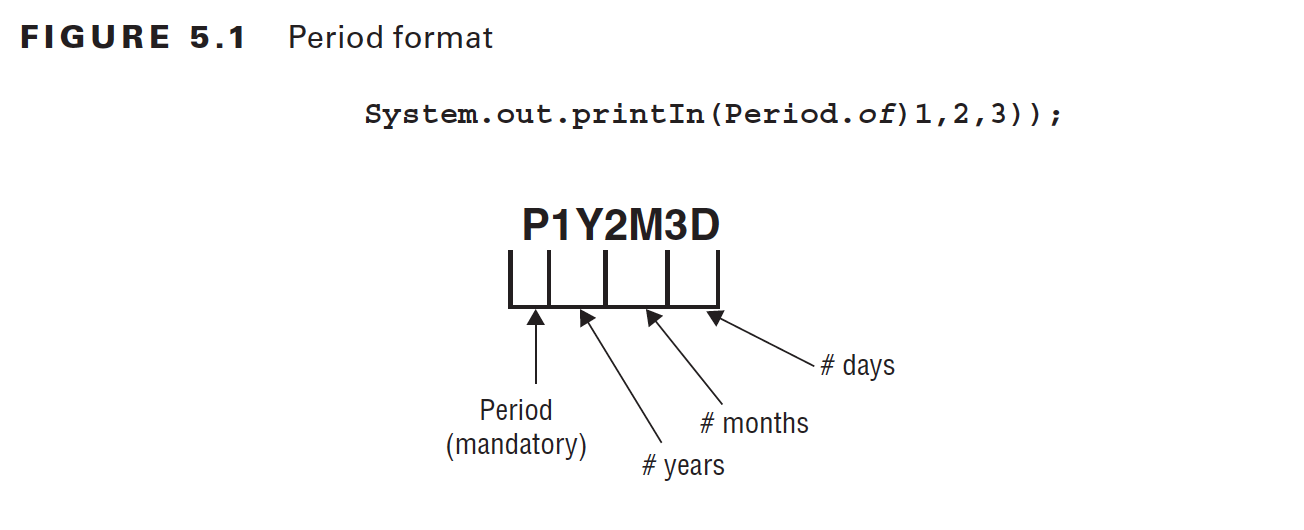 FIGURE 5.1 Period format
System.out.printIn(Period.of)1,2,3));
P1Y2M3D
# days
Period
(mandatory)
# months
# years